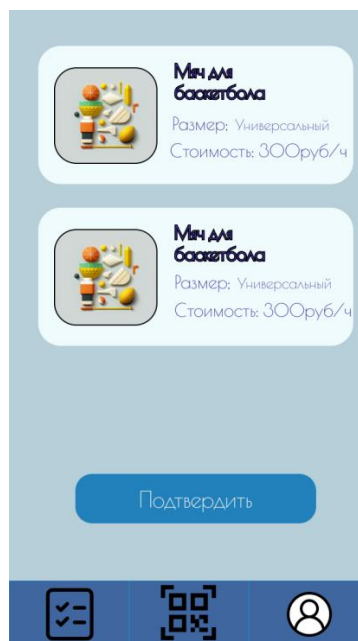 Мяч для
баскетбола
Размер: Универсальный
Стоимость: 300руб/ч
Мяч для
баскетбола
Размер: Универсальный
Стоимость: 300руб/ч
Подтвердить